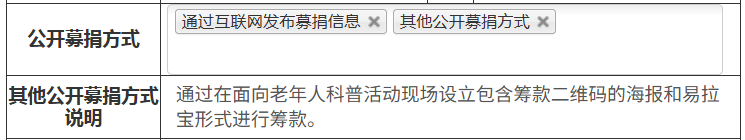 公开募捐方式
通过互联网发布募捐信息 × 其他公开募捐方式 ×
其他公开募捐方式
说明
通过在面向老年人科普活动现场设立包含筹款二维码的海报和易拉
宝形式进行筹款。